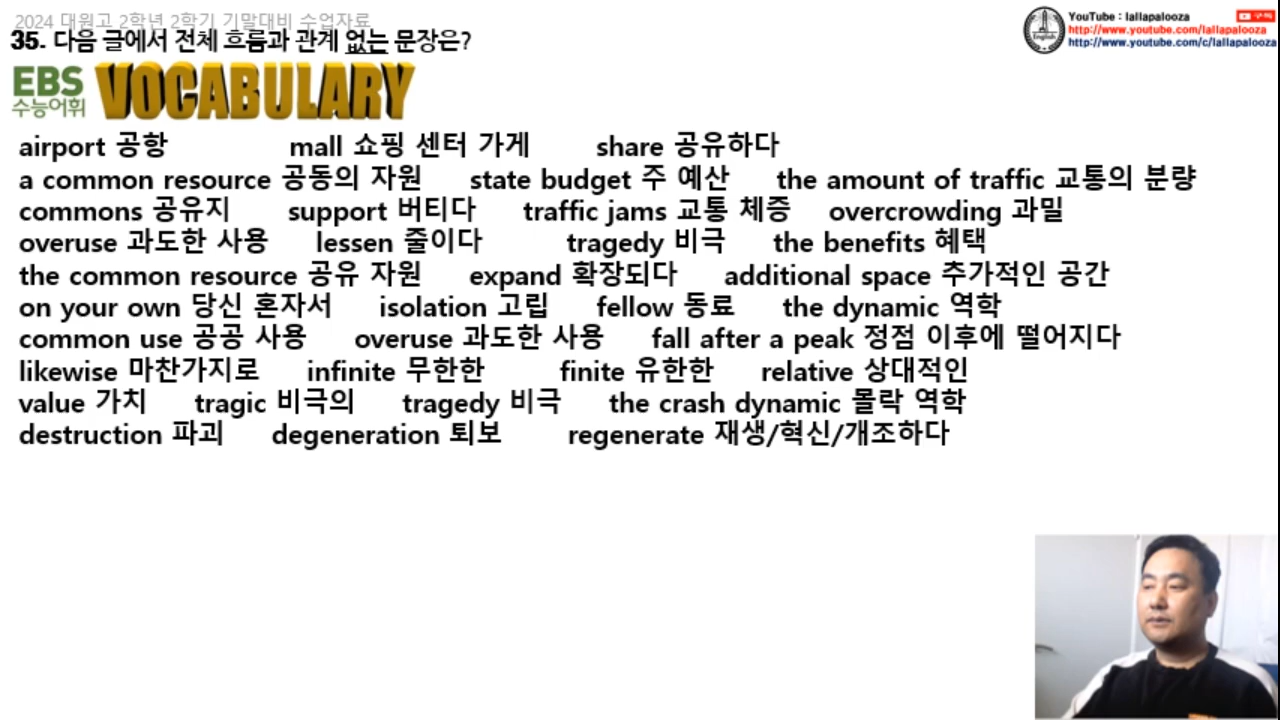 2024 대원고 2학년 2학기 기말대비 수업자료
35. 다음 글에서 전체 흐름과 관계 없는 문장은?
YouTube : lallapalooza
구독
http://www.youtube.com/lallapalooza
http://www.youtube.com/c/lallapalooza
English
EBS
수능어휘
VOCABULARY
airport 공항 mall 쇼핑 센터 가게 share 공유하다
a common resource 공동의 자원 state budget 주 예산 the amount of traffic 교통의 분량
commons 공유지 support 버티다 traffic jams 교통 체증 overcrowding 과밀
overuse 과도한 사용 lessen 줄이다 tragedy 비극 the benefits 혜택
the common resource 공유 자원 expand 확장되다 additional space 추가적인 공간
on your own 당신 혼자서 isolation 고립 fellow 동료 the dynamic 역학
common use 공공 사용 overuse 과도한 사용 fall after a peak 정점 이후에 떨어지다
likewise 마찬가지로 infinite 무한한 finite 유한한 relative 상대적인
value 가치 tragic 비극의 tragedy 비극 the crash dynamic 몰락 역학
destruction 파괴 degeneration 퇴보 regenerate 재생/혁신/개조하다